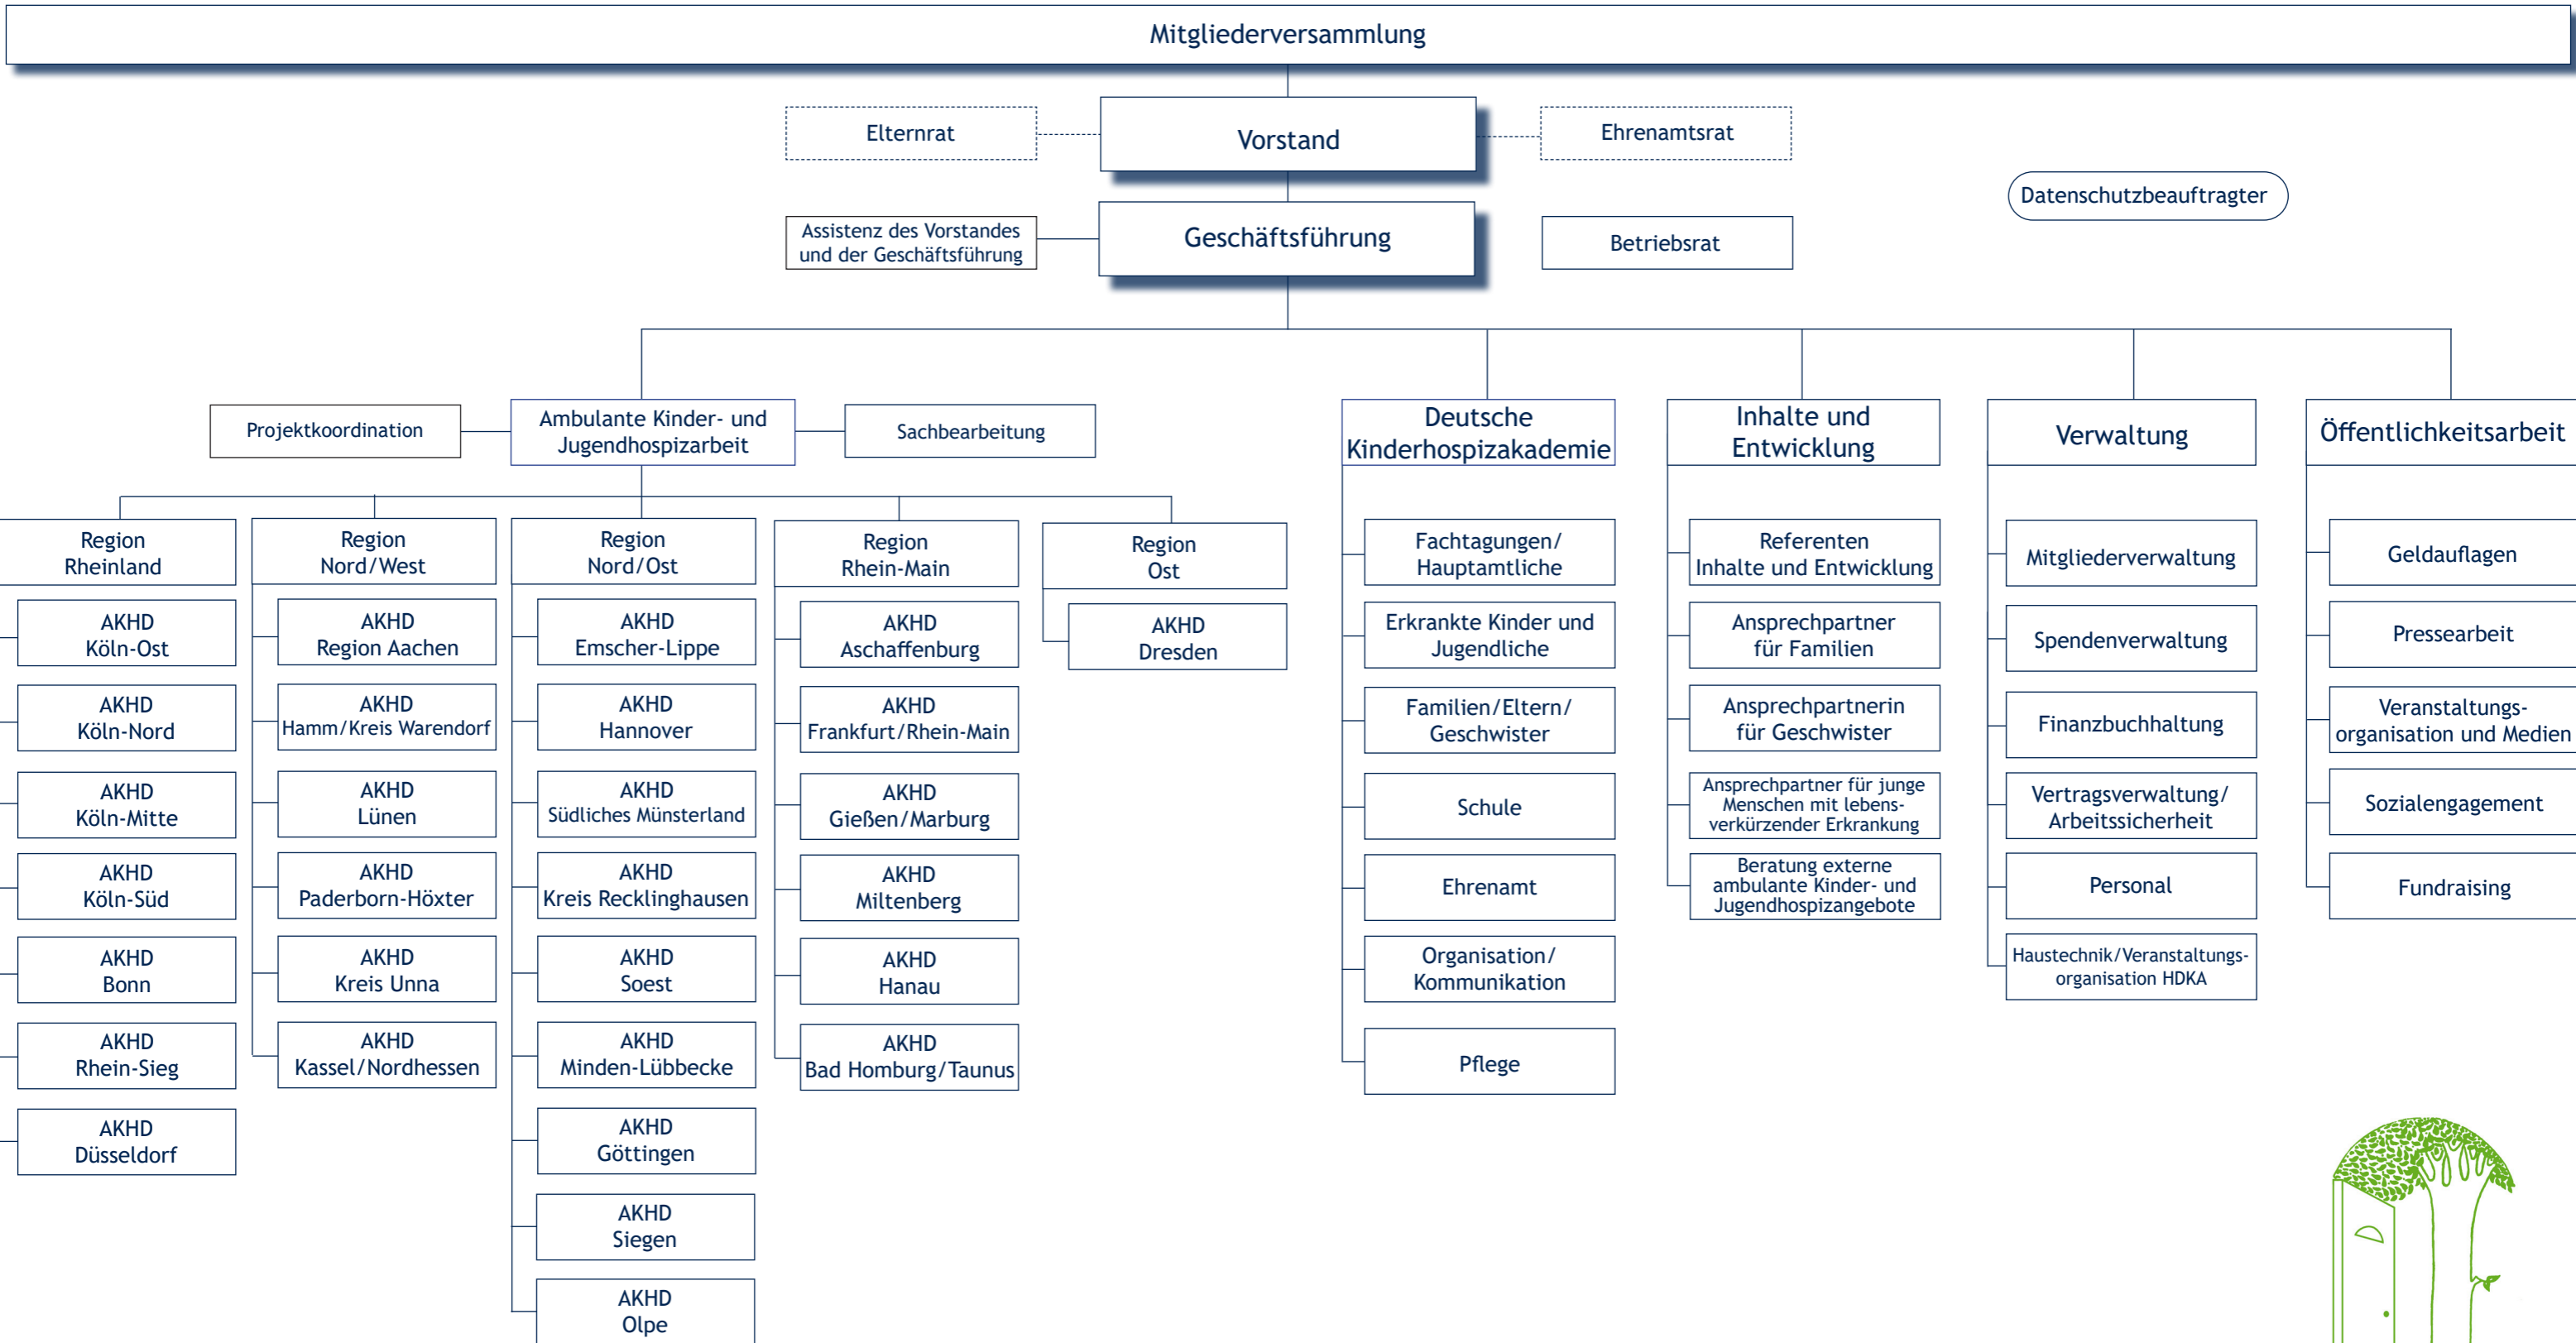 Mitgliederversammlung
Elternrat
Vorstand
Ehrenamtsrat
Datenschutzbeauftragter
Assistenz des Vorstandes
und der Geschäftsführung
Geschäftsführung
Betriebsrat
Projektkoordination
Ambulante Kinder- und
Jugendhospizarbeit
Sachbearbeitung
Deutsche
Kinderhospizakademie
Inhalte und
Entwicklung
Verwaltung
Öffentlichkeitsarbeit
Region
Rheinland
AKHD
Köln-Ost
AKHD
Köln-Nord
AKHD
Köln-Mitte
AKHD
Köln-Süd
AKHD
Bonn
AKHD
Rhein-Sieg
AKHD
Düsseldorf
Region
Nord/West
AKHD
Region Aachen
AKHD
Hamm/Kreis Warendorf
AKHD
Lünen
AKHD
Paderborn-Höxter
AKHD
Kreis Unna
AKHD
Kassel/Nordhessen
Region
Nord/Ost
AKHD
Emscher-Lippe
AKHD
Hannover
AKHD
Südliches Münsterland
AKHD
Kreis Recklinghausen
AKHD
Soest
AKHD
Minden-Lübbecke
AKHD
Göttingen
AKHD
Siegen
AKHD
Olpe
Region
Rhein-Main
AKHD
Aschaffenburg
AKHD
Frankfurt/Rhein-Main
AKHD
Gießen/Marburg
AKHD
Miltenberg
AKHD
Hanau
AKHD
Bad Homburg/Taunus
Region
Ost
AKHD
Dresden
Fachtagungen/
Hauptamtliche
Erkrankte Kinder und
Jugendliche
Familien/Eltern/
Geschwister
Schule
Ehrenamt
Organisation/
Kommunikation
Pflege
Referenten
Inhalte und Entwicklung
Ansprechpartner
für Familien
Ansprechpartnerin
für Geschwister
Ansprechpartner für junge
Menschen mit lebens-
verkürzender Erkrankung
Beratung externe
ambulante Kinder- und
Jugendhospizangebote
Mitgliederverwaltung
Spendenverwaltung
Finanzbuchhaltung
Vertragsverwaltung/
Arbeitssicherheit
Personal
Haustechnik/Veranstaltungs-
organisation HDKA
Geldauflagen
Pressearbeit
Veranstaltungs-
organisation und Medien
Sozialengagement
Fundraising